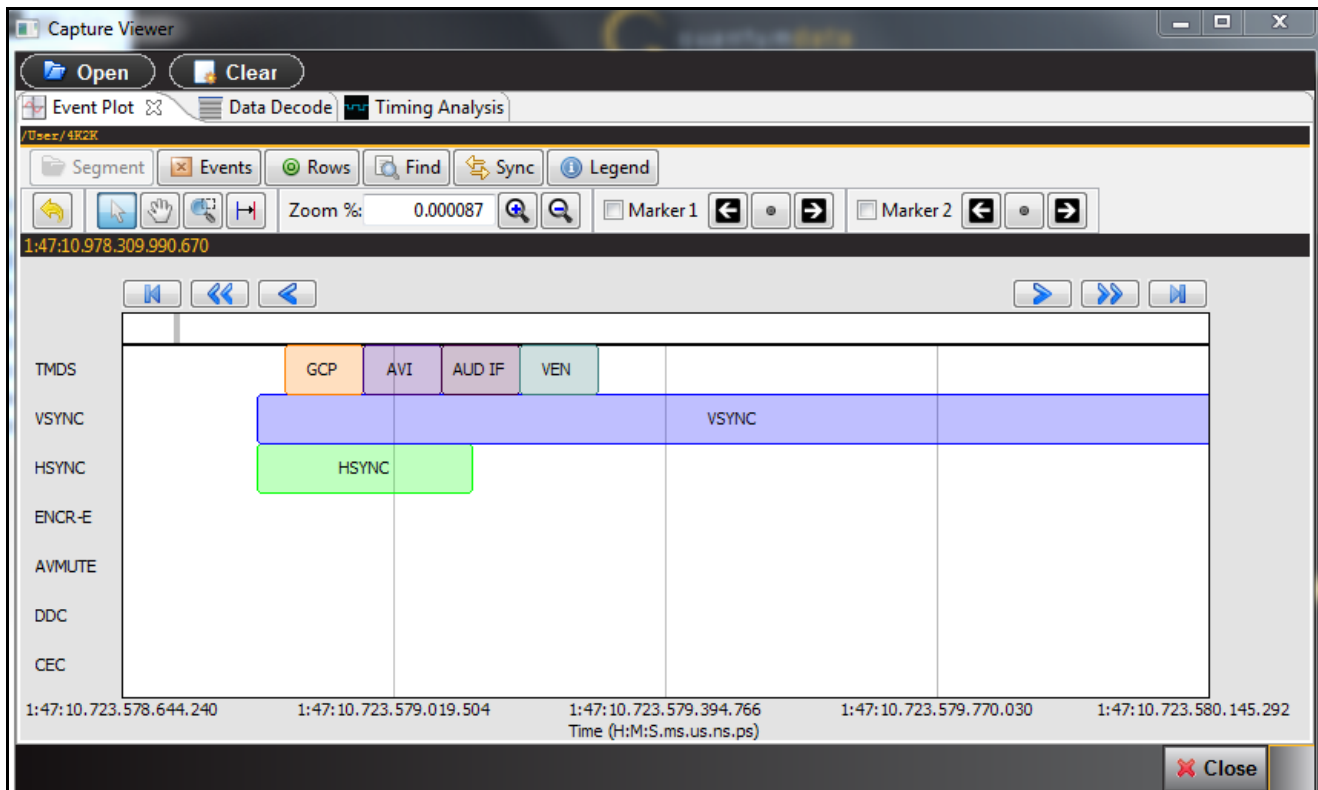 Capture Viewer
Open Clear
Event Plot Data Decode Timing Analysis
/User/4K2K
Segment Events Rows Find Sync Legend
Zoom %: 0.000087 Marker 1 Marker 2
1:47:10.978.309.990.670
TMDS GCP AVI AUD IF VEN
VSYNC VSYNC
HSYNC HSYNC
ENCR-E
AVMUTE
DDC
CEC
1:47:10.723.578.644.240 1:47:10.723.579.019.504 1:47:10.723.579.394.766 1:47:10.723.579.770.030 1:47:10.723.580.145.292
Time (H:M:S.ms.us.ns.ps)
Close